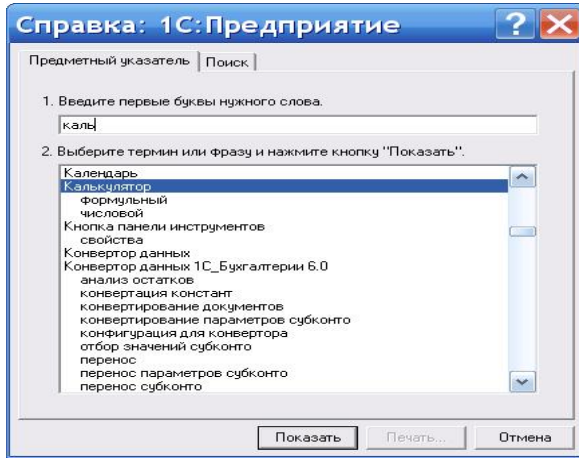 Справка: 1С:Предприятие
Предметный указатель Поиск
1. Введите первые буквы нужного слова.
каль
2. Выберите термин или фразу и нажмите кнопку "Показать".
Календарь
Калькулятор
формульный
числовой
Кнопка панели инструментов
свойства
Конвертор данных
Конвертор данных 1С_Бухгалтерии 6.0
анализ остатков
конвертация констант
конвертирование документов
конвертирование параметров субконто
конфигурация для конвертора
отбор значений субконто
перенос
перенос параметров субконто
перенос субконто
Показать Печать... Отмена